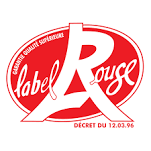 GARANTIE QUALITÉ SUPÉRIEURE
Label Rouge
DÉCRET DU 12.03.96